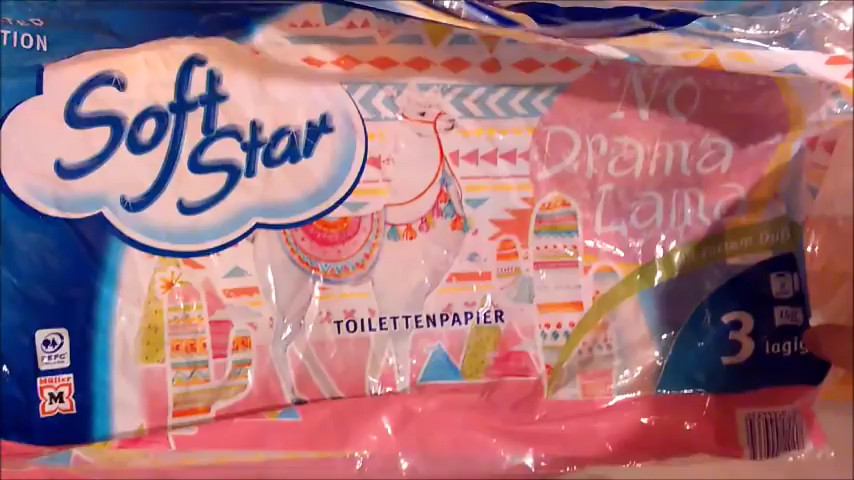 TION
Soft
Star
No
Drama
Lama
TOILETTENPAPIER
3
lagig
PEFC
Müller
M